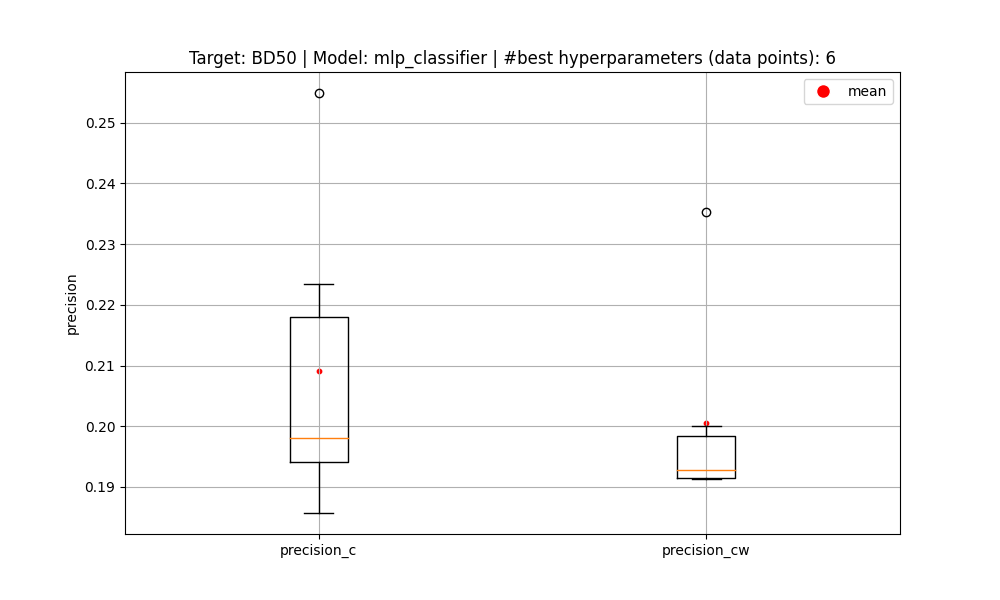 Target: BD50 | Model: mlp_classifier | #best hyperparameters (data points): 6
mean
0.25
0.24
0.23
0.22
0.21
0.20
0.19
precision
precision_c
precision_cw